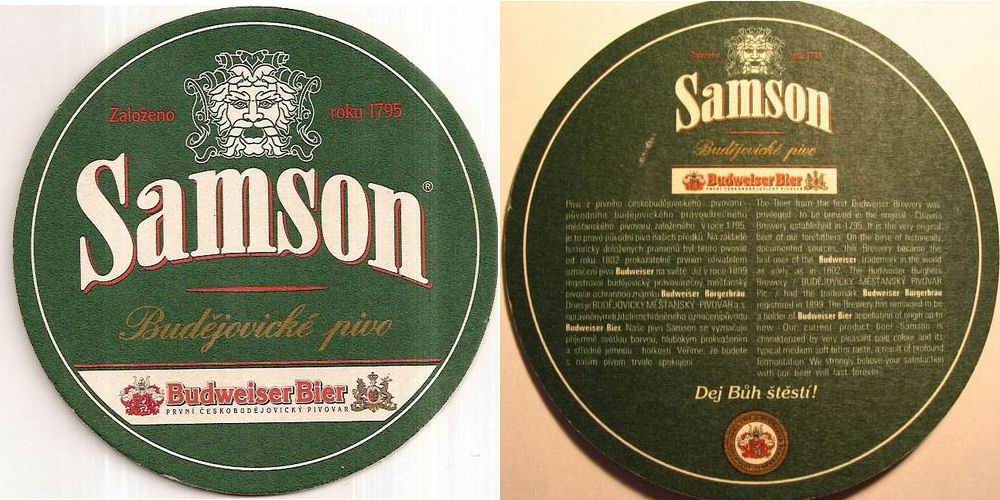 Založeno roku 1795
Samson®
Budějovické pivo
Budweiser Bier
PRVNÍ ČESKOBUDĚJOVICKÝ PIVOVAR
Založeno roku 1795
Samson
Budějovické pivo
Budweiser Bier
Pivo z prvního českobudějovického pivovaru -
původního budějovického právovárečného
měšťanského pivovaru, založeného v roce 1795,
je to pravé původní pivo našich předků. Na základě
historicky doložených pramenů byl tento pivovar
od roku 1802 prokazatelně prvním uživatelem
označení piva Budweiser na světě. Již v roce 1899
registroval budějovický právovárečný měšťanský
pivovar ochrannou známku Budweiser Bürgerbräu.
Dnes je BUDĚJOVICKÝ MĚŠŤANSKÝ PIVOVAR a.s.
oprávněným držitelem chráněného označení původu
Budweiser Bier. Naše pivo Samson se vyznačuje
příjemně světlou barvou, hlubokým prokvašením
a středně jemnou hořkostí. Věříme, že budete
s naším pivem trvale spokojeni.
The Beer from the first Budweiser Brewery was
privileged to be brewed in the original Citizen's
Brewery established in 1795. It is the very original
beer of our forefathers. On the base of historically
documented sources, the Brewery became the
first user of the Budweiser trademark in the world
as early as in 1802. The Budweiser Burghers
Brewery / BUDĚJOVICKÝ MĚŠŤANSKÝ PIVOVAR
Plc. / had the trademark Budweiser Bürgerbräu
registered in 1899. The Brewery has remained to be
a holder of Budweiser Bier appellation of origin up to
now. Our current product beer Samson is
characterized by very pleasant pale colour and its
typical medium soft bitter taste, a result of profound
fermentation. We strongly believe your satisfaction
with our beer will last forever.
Dej Bůh štěstí!